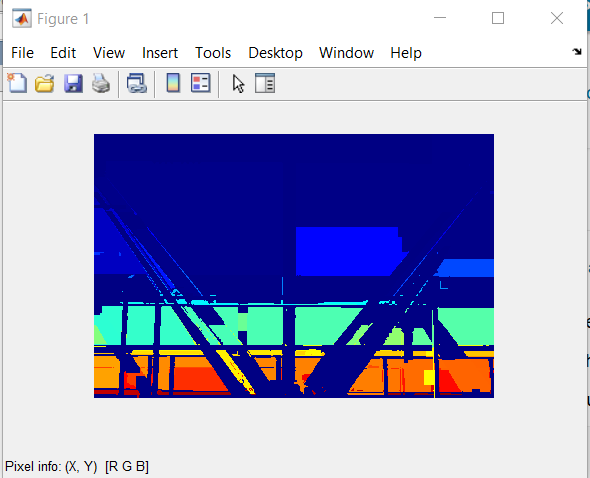 Figure 1
File Edit View Insert Tools Desktop Window Help
Pixel info: (X, Y) [R G B]